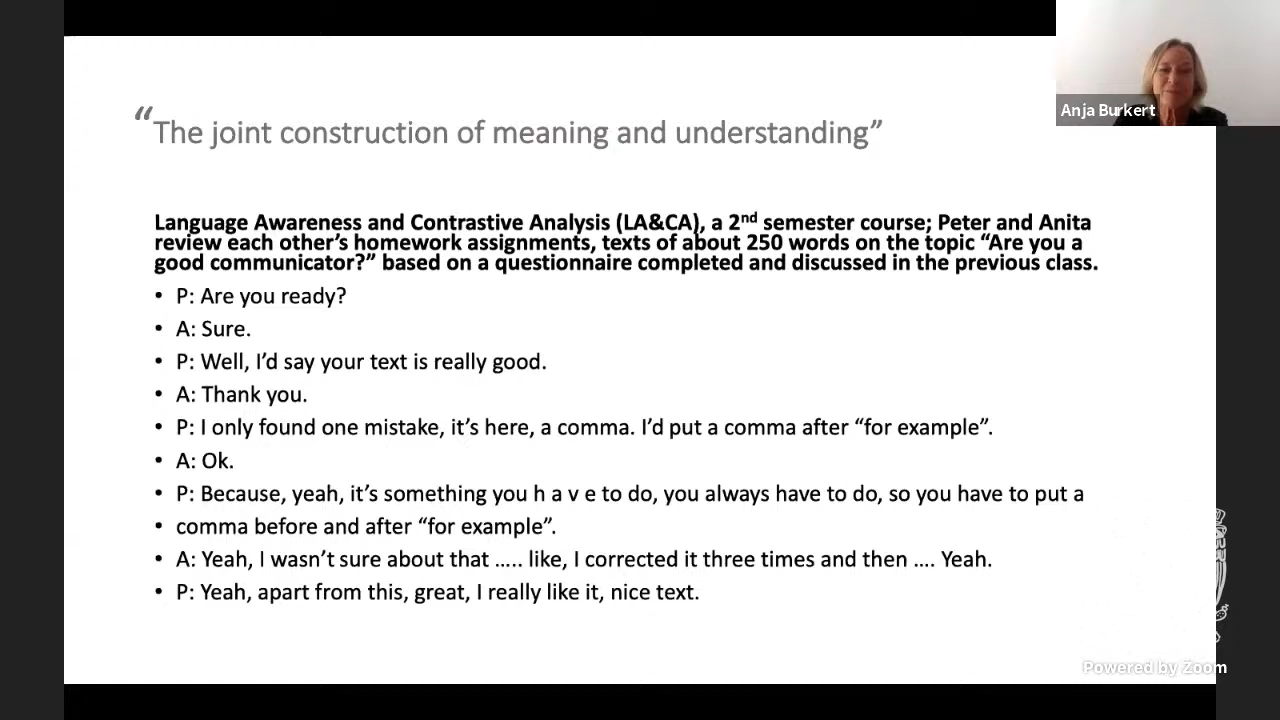 Anja Burkert
“The joint construction of meaning and understanding”
Language Awareness and Contrastive Analysis (LA&CA), a 2nd semester course; Peter and Anita
review each other’s homework assignments, texts of about 250 words on the topic “Are you a
good communicator?” based on a questionnaire completed and discussed in the previous class.
• P: Are you ready?
• A: Sure.
• P: Well, I’d say your text is really good.
• A: Thank you.
• P: I only found one mistake, it’s here, a comma. I’d put a comma after “for example”.
• A: Ok.
• P: Because, yeah, it’s something you h a v e to do, you always have to do, so you have to put a
• comma before and after “for example”.
• A: Yeah, I wasn’t sure about that ….. like, I corrected it three times and then …. Yeah.
• P: Yeah, apart from this, great, I really like it, nice text.
Powered by Zoom